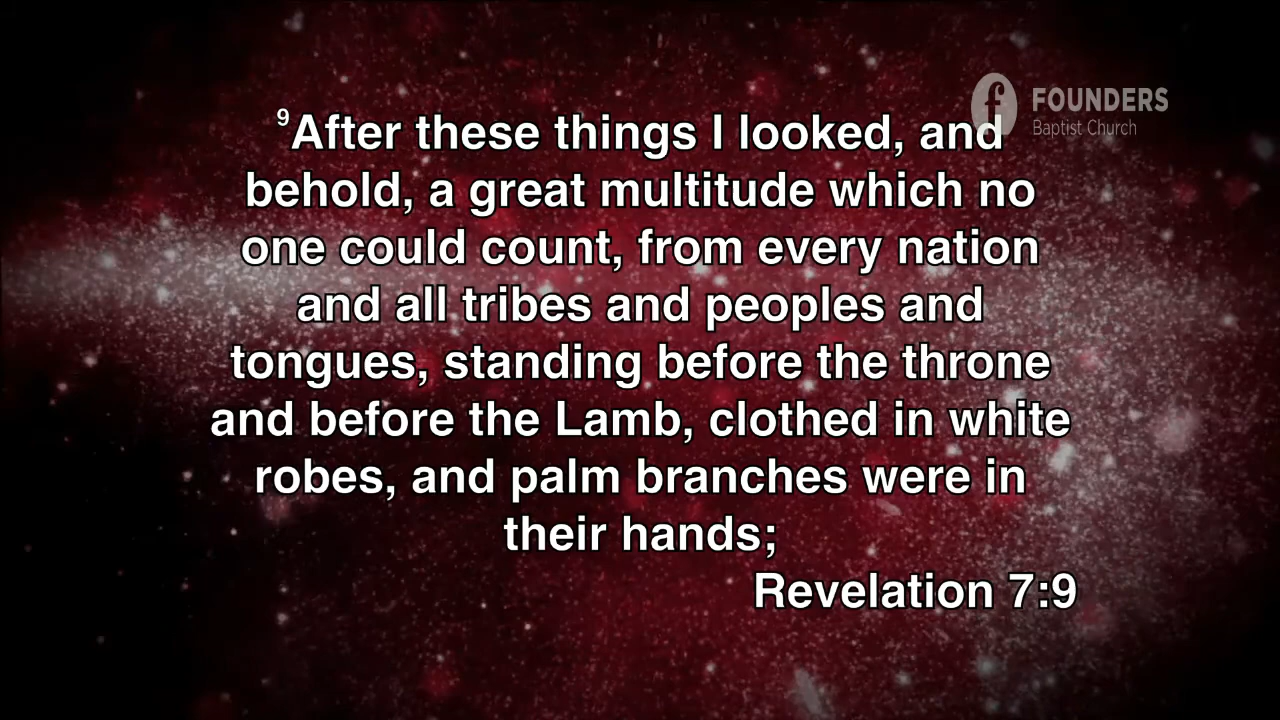 FOUNDERS
Baptist Church
9After these things I looked, and
behold, a great multitude which no
one could count, from every nation
and all tribes and peoples and
tongues, standing before the throne
and before the Lamb, clothed in white
robes, and palm branches were in
their hands;
Revelation 7:9